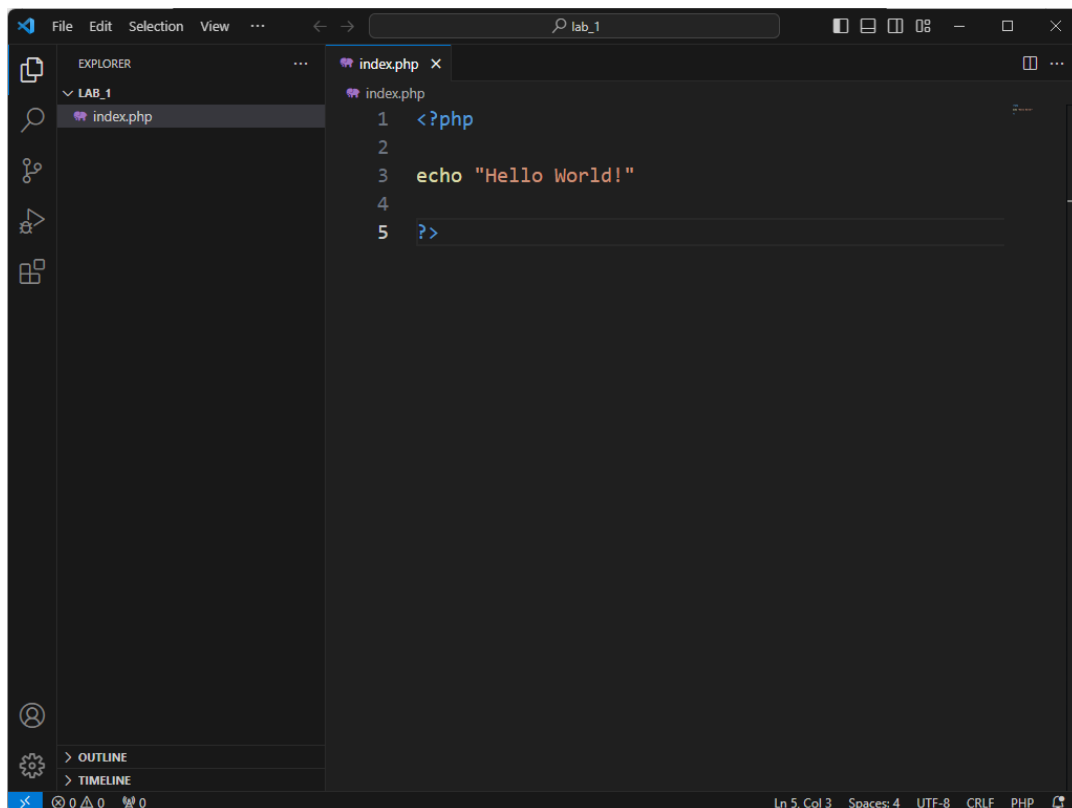 File Edit Selection View ... lab_1
EXPLORER ...
LAB_1
index.php
OUTLINE
TIMELINE
index.php
index.php
1 <?php
2
3 echo "Hello World!"
4
5 ?>
0 0 0 Ln 5, Col 3 Spaces: 4 UTF-8 CRLF PHP